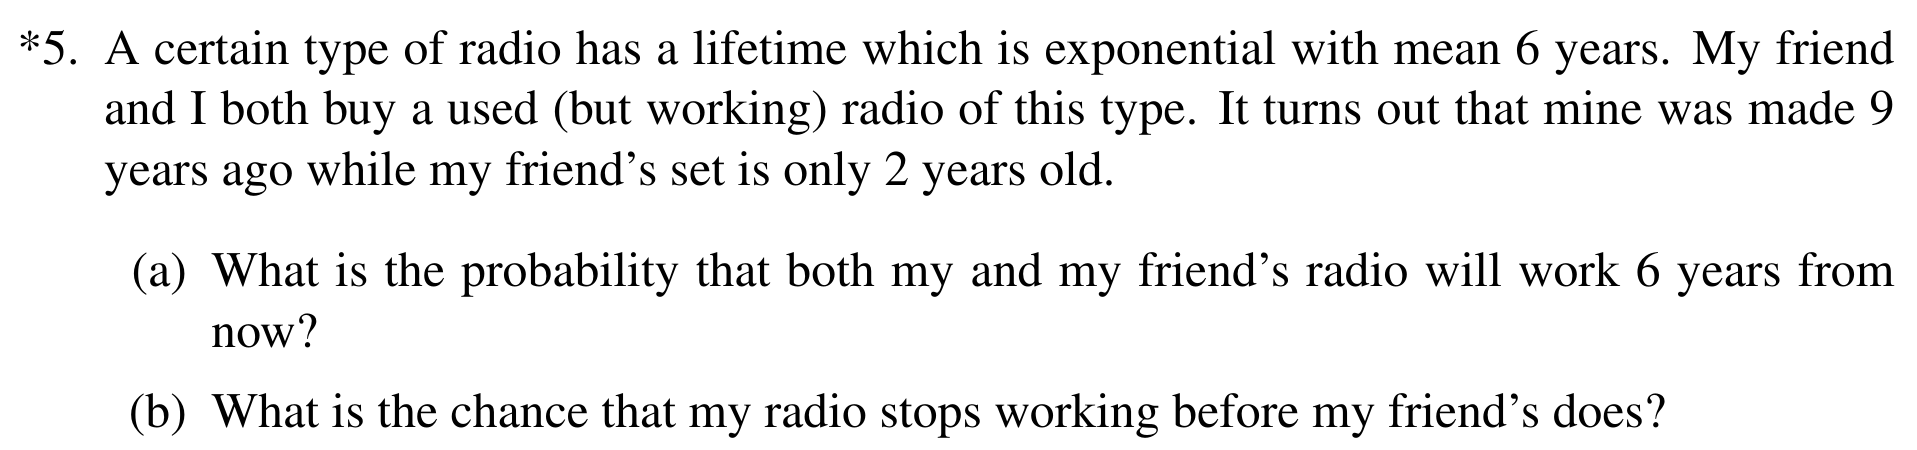 *5. A certain type of radio has a lifetime which is exponential with mean 6 years. My friend
and I both buy a used (but working) radio of this type. It turns out that mine was made 9
years ago while my friend’s set is only 2 years old.
(a) What is the probability that both my and my friend’s radio will work 6 years from
now?
(b) What is the chance that my radio stops working before my friend’s does?